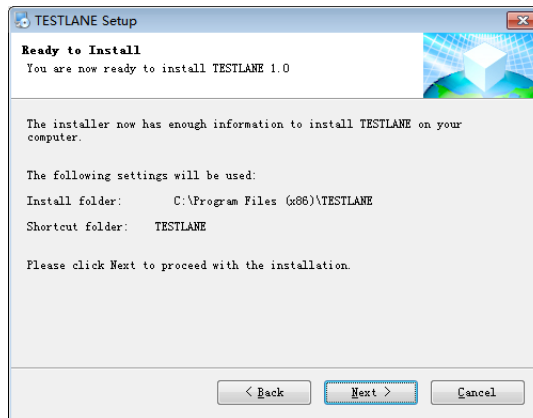 TESTLANE Setup
Ready to Install
You are now ready to install TESTLANE 1.0
The installer now has enough information to install TESTLANE on your
computer.
The following settings will be used:
Install folder: C:\Program Files (x86)\TESTLANE
Shortcut folder: TESTLANE
Please click Next to proceed with the installation.
< Back Next > Cancel